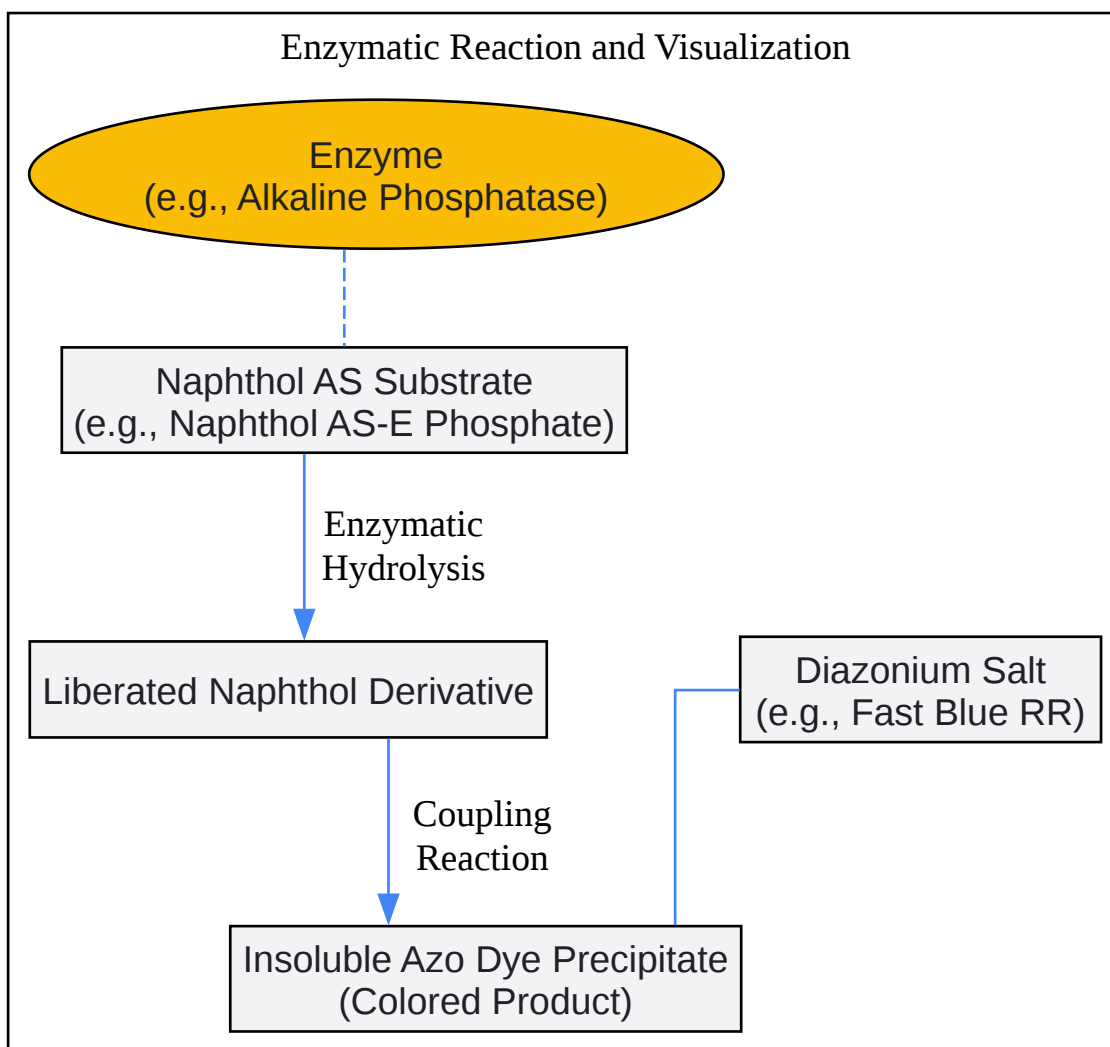 Enzymatic Reaction and Visualization
Enzyme
(e.g., Alkaline Phosphatase)
Naphthol AS Substrate
(e.g., Naphthol AS-E Phosphate)
Enzymatic
Hydrolysis
Liberated Naphthol Derivative
Diazonium Salt
(e.g., Fast Blue RR)
Coupling
Reaction
Insoluble Azo Dye Precipitate
(Colored Product)